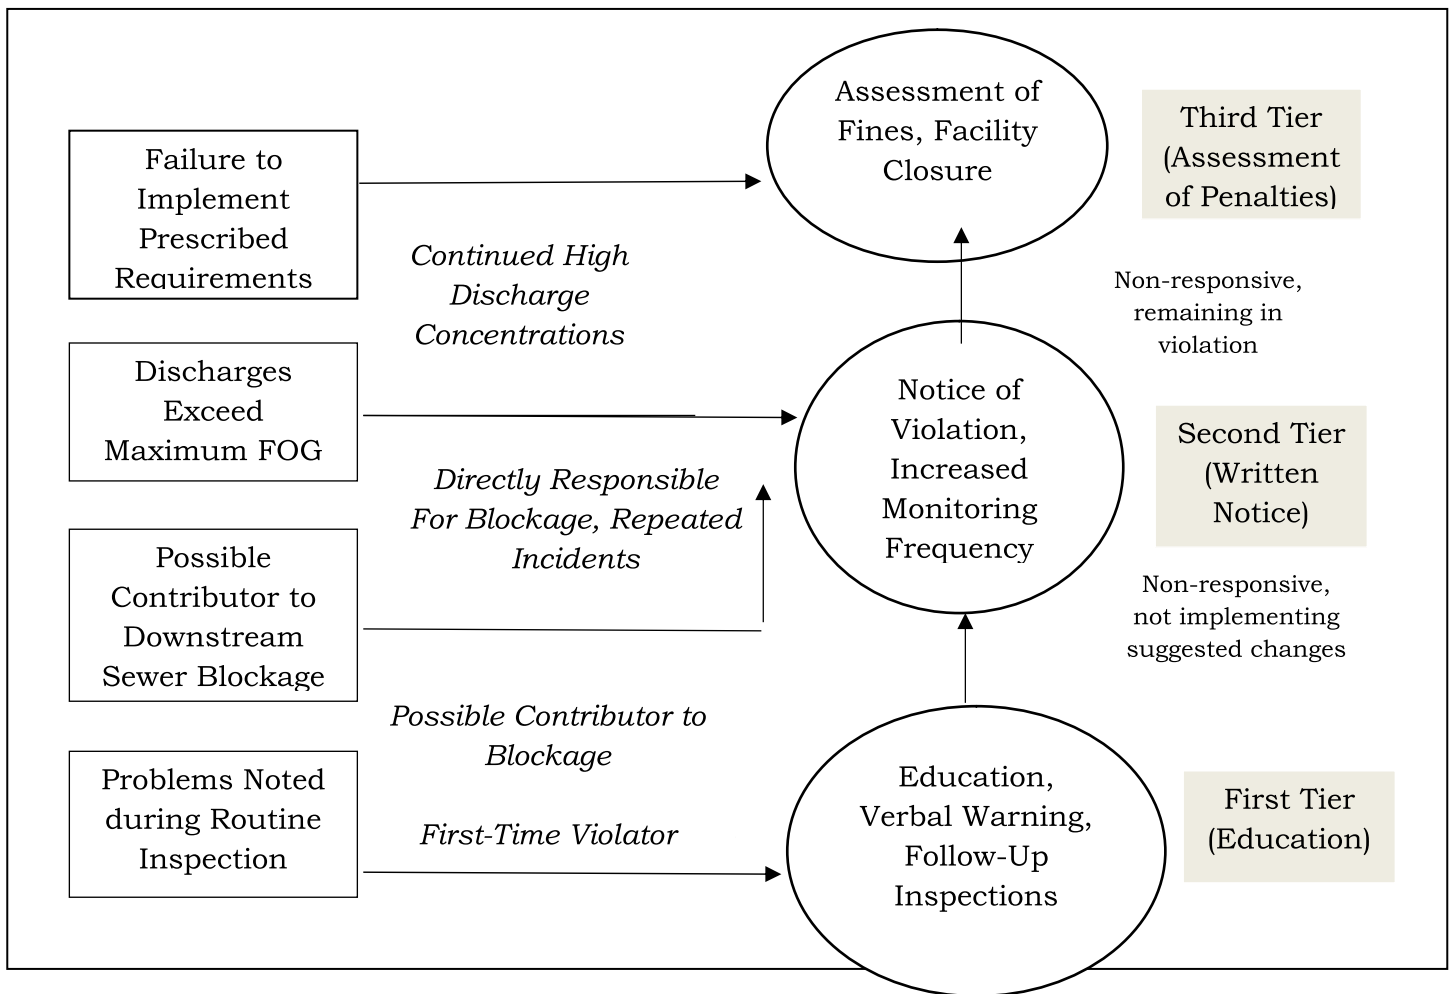 Assessment of
Fines, Facility
Closure
Third Tier
(Assessment
of Penalties)
Failure to
Implement
Prescribed
Requirements
Continued High
Discharge
Concentrations
Non-responsive,
remaining in
violation
Discharges
Exceed
Maximum FOG
Notice of
Violation,
Increased
Monitoring
Frequency
Second Tier
(Written
Notice)
Directly Responsible
For Blockage, Repeated
Incidents
Possible
Contributor to
Downstream
Sewer Blockage
Non-responsive,
not implementing
suggested changes
Possible Contributor to
Blockage
Problems Noted
during Routine
Inspection
First-Time Violator
Education,
Verbal Warning,
Follow-Up
Inspections
First Tier
(Education)